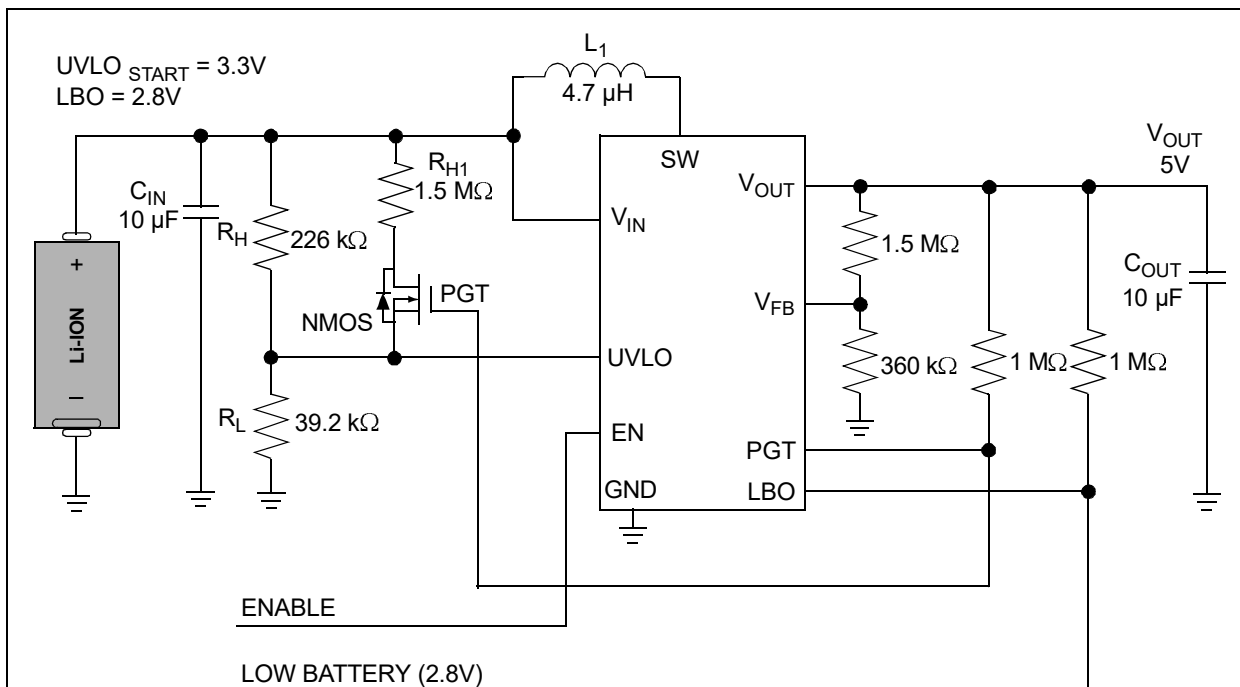 L1
4.7 µH
UVLO START = 3.3V
LBO = 2.8V
SW
VOUT
5V
CIN
10 µF
RH
226 kΩ
RH1
1.5 MΩ
VIN
VOUT
1.5 MΩ
COUT
10 µF
NMOS
PGT
VFB
Li-ION
+
–
UVLO
360 kΩ
1 MΩ
1 MΩ
RL
39.2 kΩ
EN
PGT
GND
LBO
ENABLE
LOW BATTERY (2.8V)